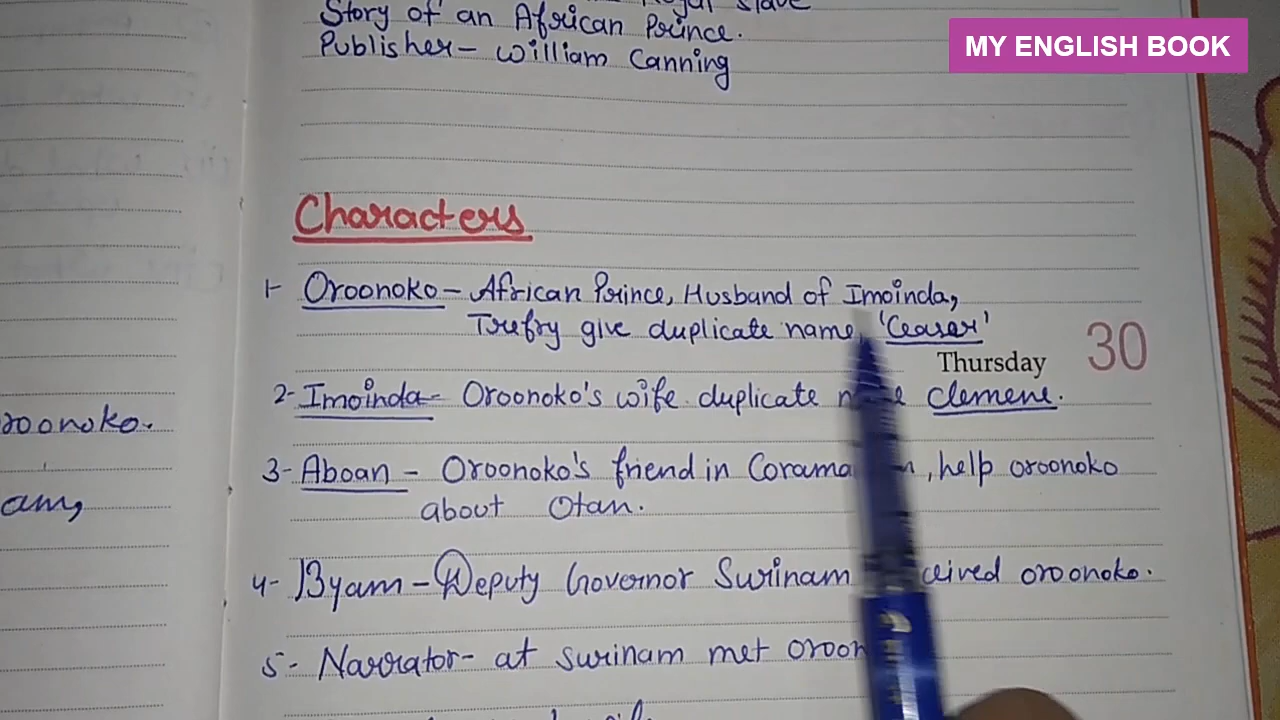 Story of an African Prince.
Publisher- William Canning
MY ENGLISH BOOK
Characters
1- Oroonoko- African Prince, Husband of Imoinda,
Trefry give duplicate name, 'Ceaser'
Thursday 30
2- Imoinda- Oroonoko's wife duplicate clemene.
oroonoko.
3- Aboan - Oroonoko's friend in help oroonoko
am,
about Otan.
4- Byam- Deputy Governor Surinam oroonoko.
5- Narrator- at surinam met